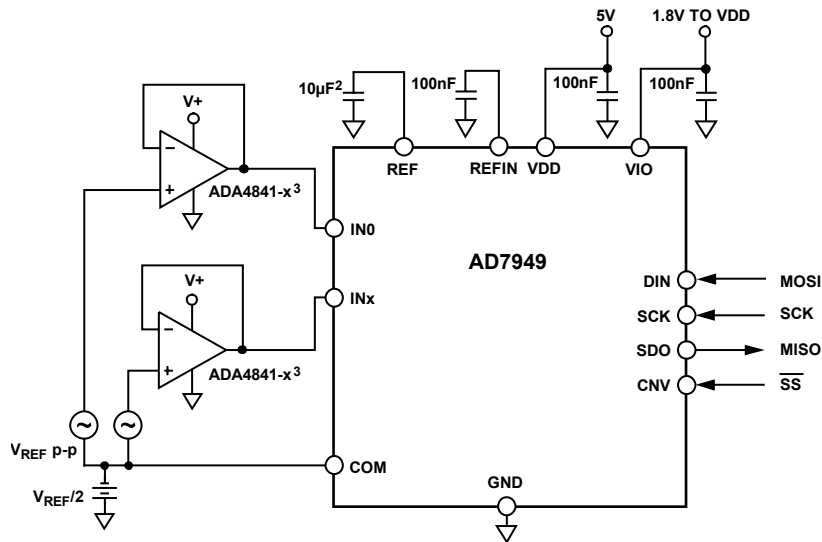 5V
1.8V TO VDD
10µF²
100nF
100nF
100nF
V+
REF
REFIN
VDD
VIO
–
+
ADA4841-x³
IN0
AD7949
V+
INx
DIN
MOSI
SCK
SCK
–
+
ADA4841-x³
SDO
MISO
CNV
S̅S̅
~
~
VREF p-p
COM
VREF/2
GND